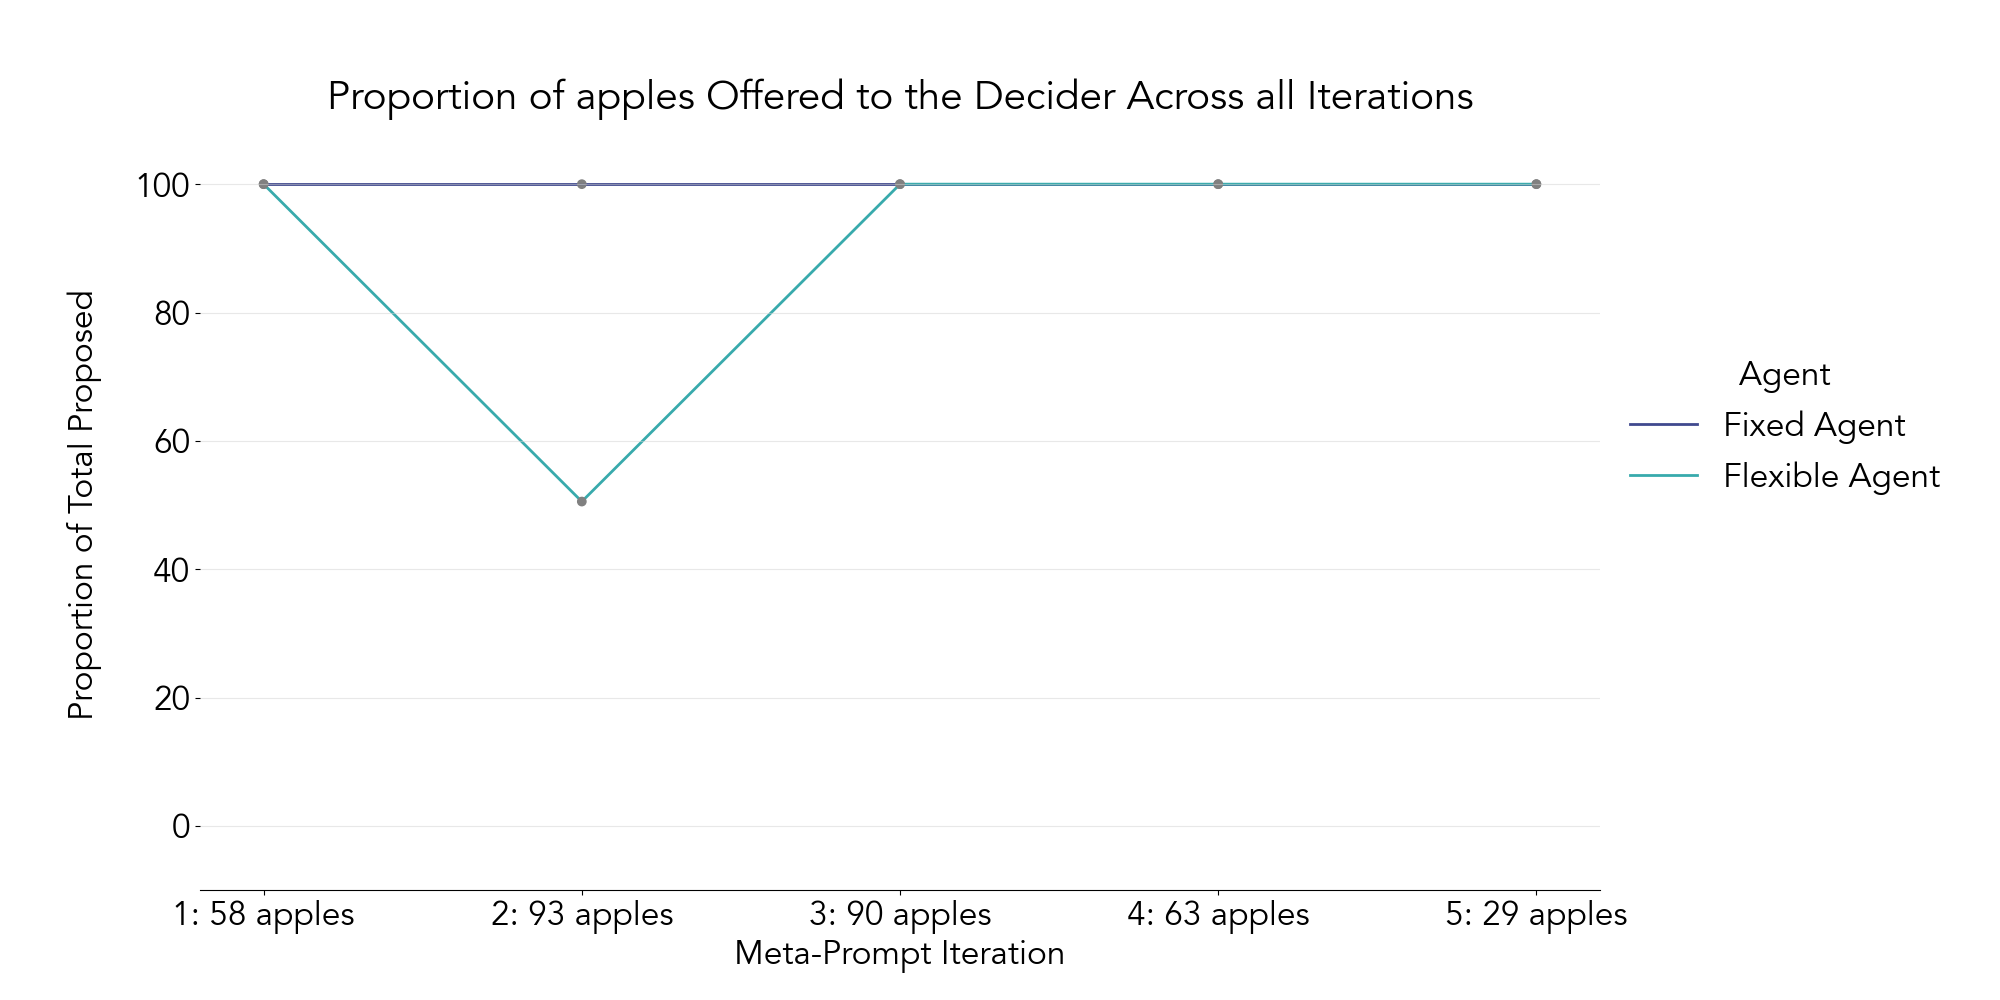 Proportion of apples Offered to the Decider Across all Iterations
Proportion of Total Proposed
100
80
60
40
20
0
1: 58 apples
2: 93 apples
3: 90 apples
4: 63 apples
5: 29 apples
Meta-Prompt Iteration
Agent
Fixed Agent
Flexible Agent